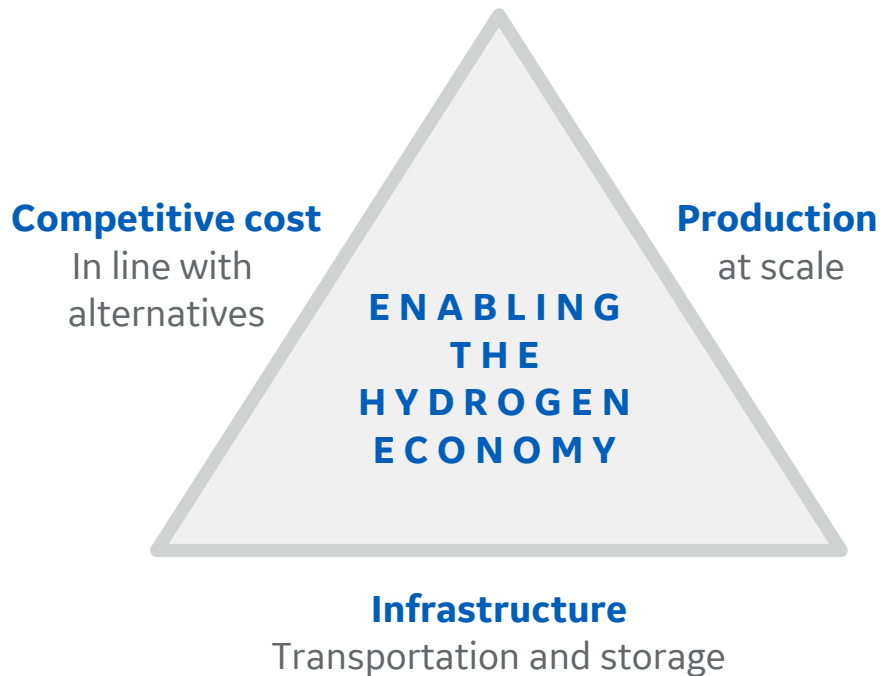 Competitive cost
In line with
alternatives
Production
at scale
ENABLING
THE
HYDROGEN
ECONOMY
Infrastructure
Transportation and storage